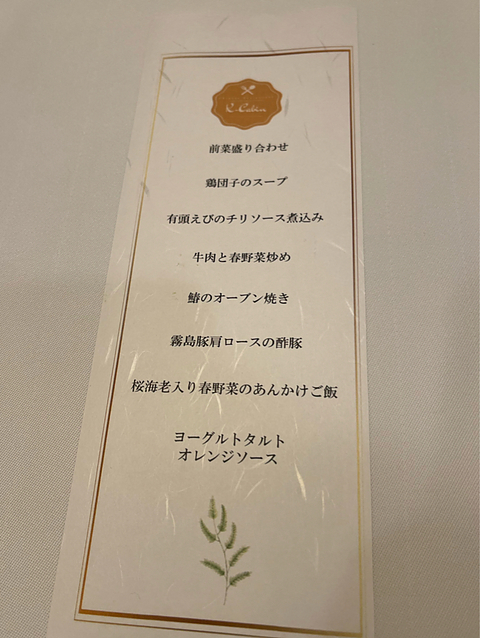 前菜盛り合わせ
鶏団子のスープ
有頭えびのチリソース煮込み
牛肉と春野菜炒め
鰆のオーブン焼き
霧島豚肩ロースの酢豚
桜海老入り春野菜のあんかけご飯
ヨーグルトタルト
オレンジソース